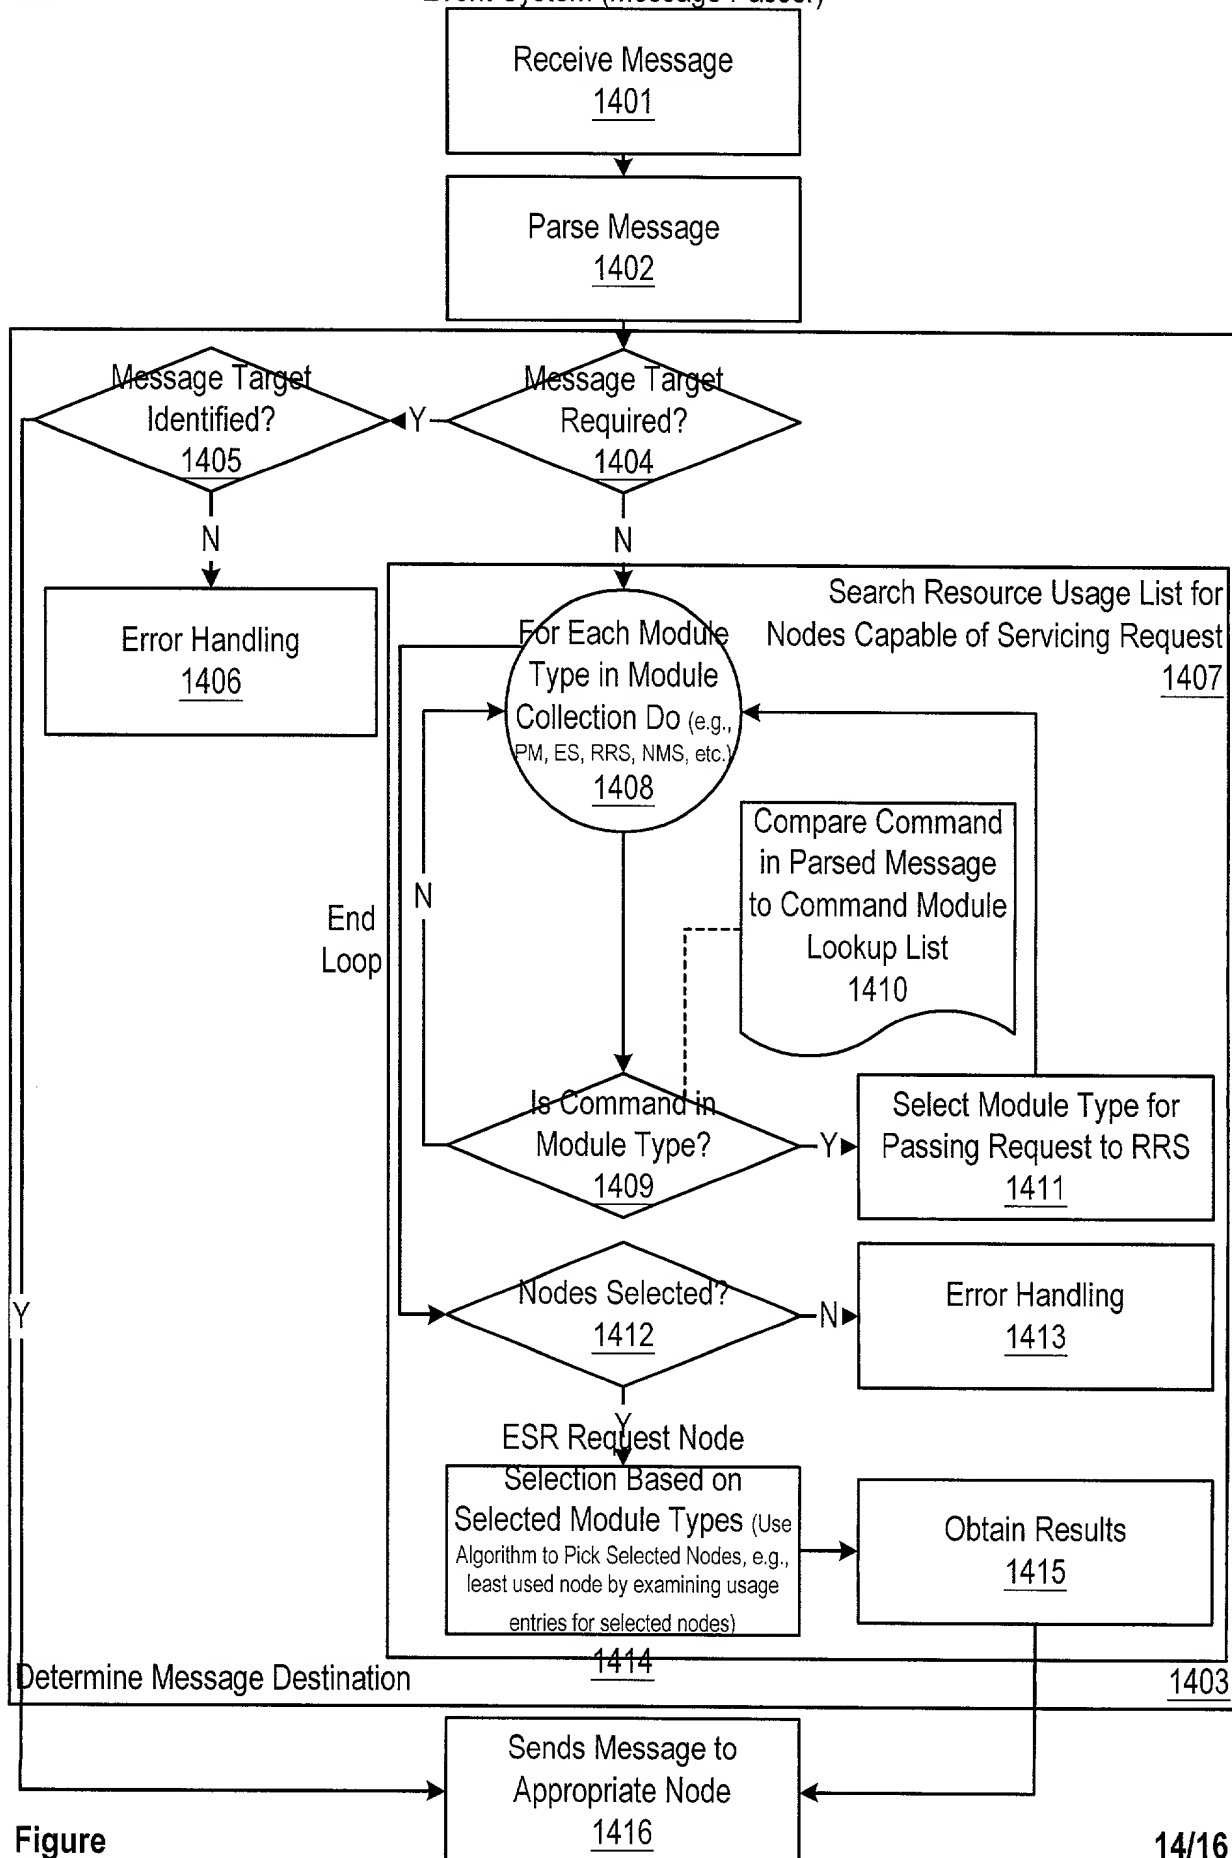 Event System (Message Passer)
Receive Message
1401
Parse Message
1402
Message Target
Identified?
1405
Y
Message Target
Required?
1404
N
N
Error Handling
1406
Search Resource Usage List for
Nodes Capable of Servicing Request
1407
For Each Module
Type in Module
Collection Do (e.g.,
PM, ES, RRS, NMS, etc.)
1408
Compare Command
in Parsed Message
to Command Module
Lookup List
1410
N
End
Loop
Is Command in
Module Type?
1409
Y
Select Module Type for
Passing Request to RRS
1411
Nodes Selected?
1412
N
Error Handling
1413
Y
Y
ESR Request Node
Selection Based on
Selected Module Types (Use
Algorithm to Pick Selected Nodes, e.g.,
least used node by examining usage
entries for selected nodes)
1414
Obtain Results
1415
Determine Message Destination
1403
Sends Message to
Appropriate Node
1416
Figure
14/16